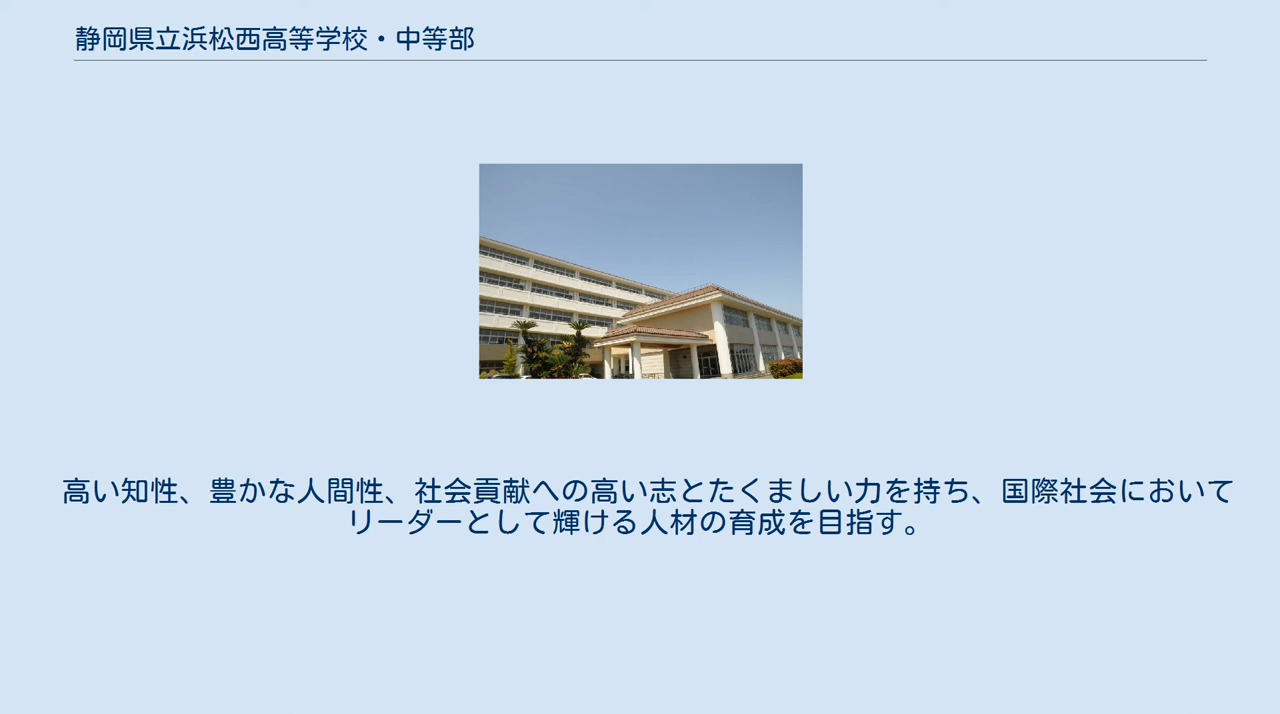 静岡県立浜松西高等学校・中等部
高い知性、豊かな人間性、社会貢献への高い志とたくましい力を持ち、国際社会において
リーダーとして輝ける人材の育成を目指す。